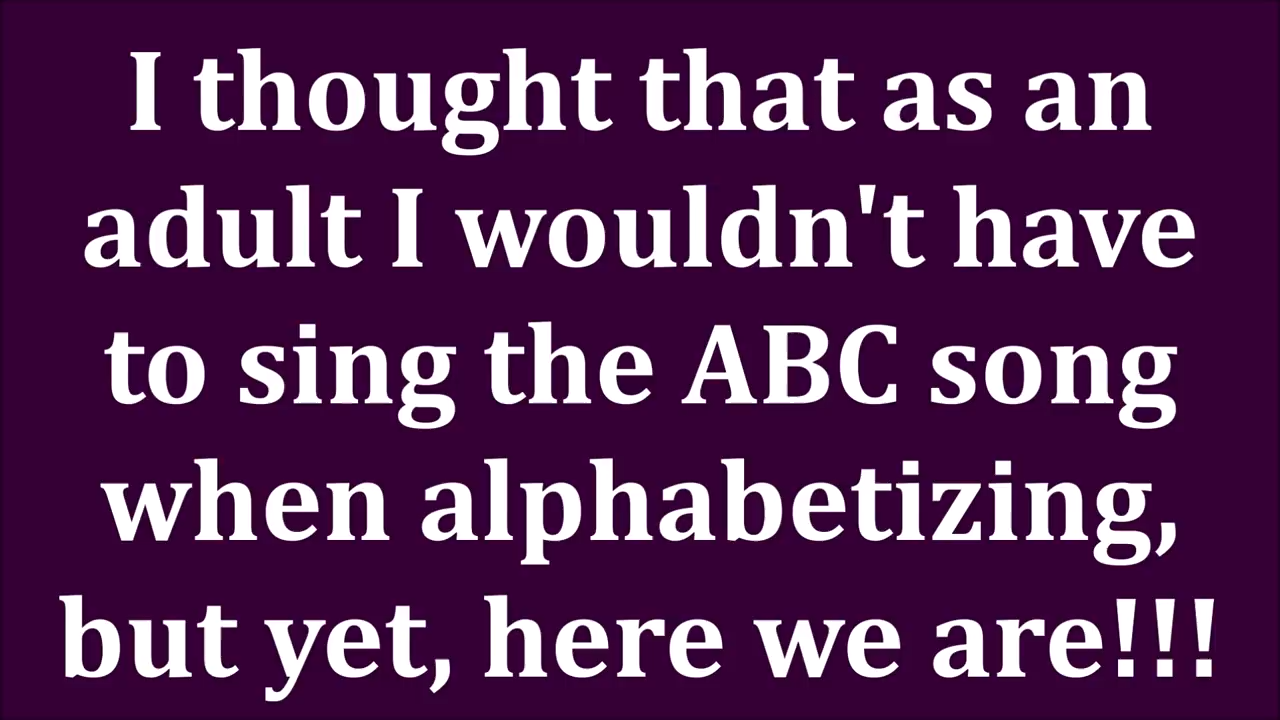 I thought that as an
adult I wouldn't have
to sing the ABC song
when alphabetizing,
but yet, here we are!!!